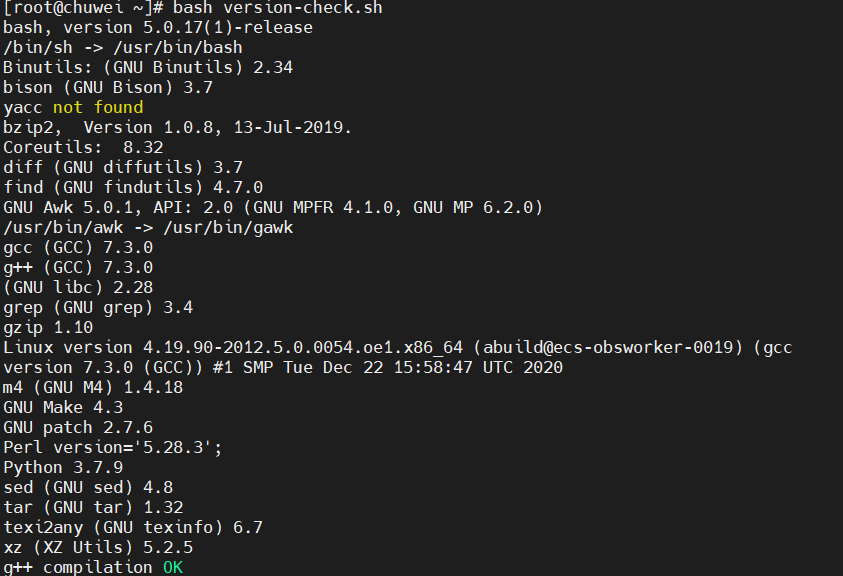 [root@chuwei ~]# bash version-check.sh
bash, version 5.0.17(1)-release
/bin/sh -> /usr/bin/bash
Binutils: (GNU Binutils) 2.34
bison (GNU Bison) 3.7
yacc not found
bzip2,  Version 1.0.8, 13-Jul-2019.
Coreutils:  8.32
diff (GNU diffutils) 3.7
find (GNU findutils) 4.7.0
GNU Awk 5.0.1, API: 2.0 (GNU MPFR 4.1.0, GNU MP 6.2.0)
/usr/bin/awk -> /usr/bin/gawk
gcc (GCC) 7.3.0
g++ (GCC) 7.3.0
(GNU libc) 2.28
grep (GNU grep) 3.4
gzip 1.10
Linux version 4.19.90-2012.5.0.0054.oe1.x86_64 (abuild@ecs-obsworker-0019) (gcc
version 7.3.0 (GCC)) #1 SMP Tue Dec 22 15:58:47 UTC 2020
m4 (GNU M4) 1.4.18
GNU Make 4.3
GNU patch 2.7.6
Perl version='5.28.3';
Python 3.7.9
sed (GNU sed) 4.8
tar (GNU tar) 1.32
texi2any (GNU texinfo) 6.7
xz (XZ Utils) 5.2.5
g++ compilation OK